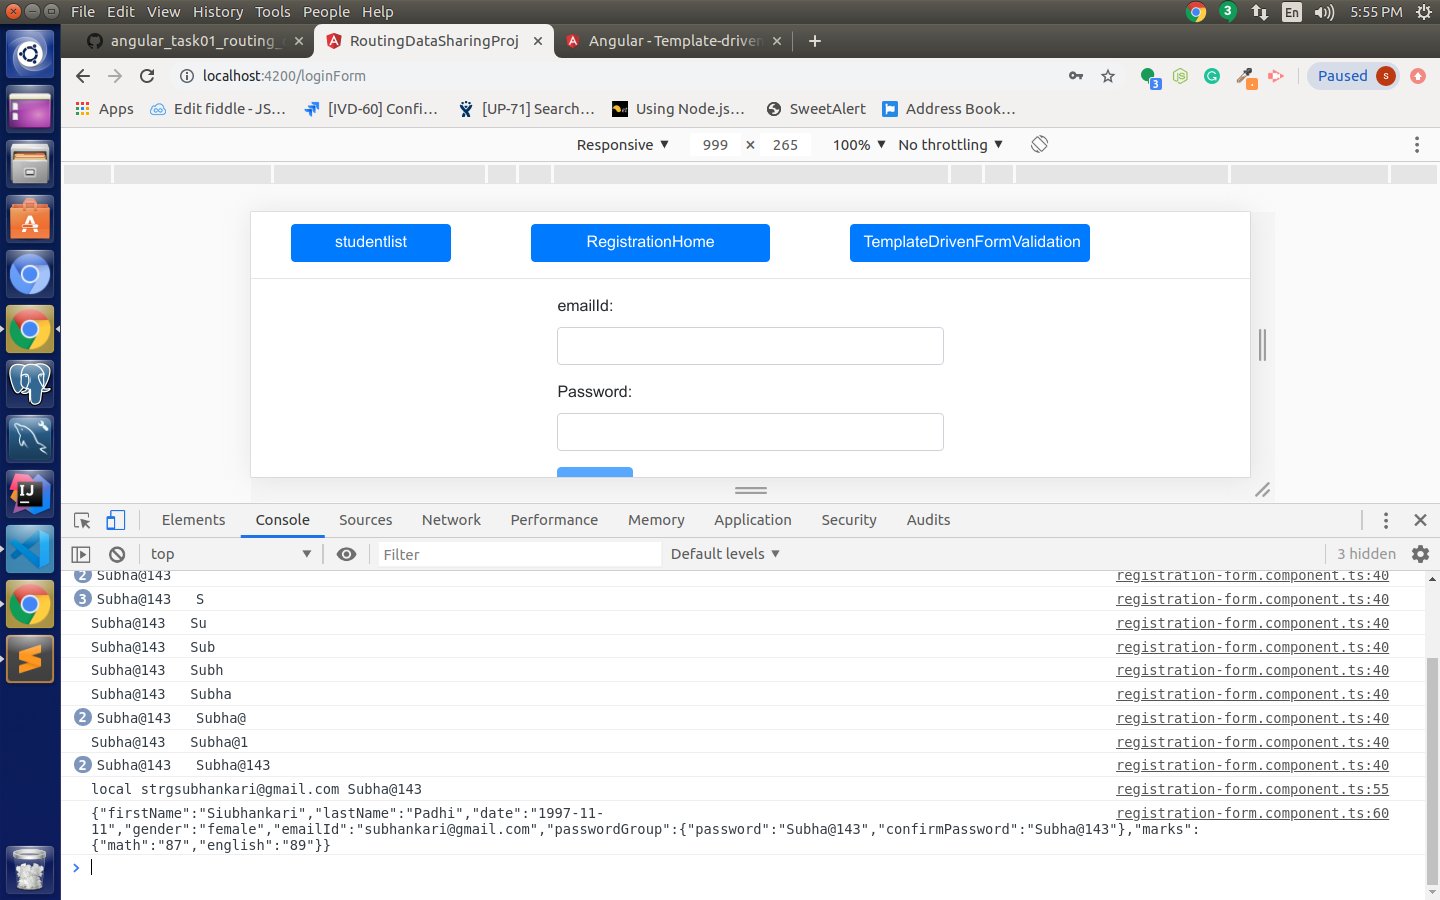 File Edit View History Tools People Help
3 En 5:55 PM
angular_task01_routing_ × RoutingDataSharingProj × Angular - Template-driven × +
localhost:4200/loginForm
3 Paused S
Apps Edit fiddle - JS... [IVD-60] Confi... [UP-71] Search... Using Node.js... SweetAlert Address Book...
Responsive ▼ 999 × 265 100% ▼ No throttling ▼
studentlist RegistrationHome TemplateDrivenFormValidation
emailId:
Password:
Elements Console Sources Network Performance Memory Application Security Audits
top ▼ Filter Default levels ▼ 3 hidden
2 Subha@143 registration-form.component.ts:40
3 Subha@143 S registration-form.component.ts:40
Subha@143 Su registration-form.component.ts:40
Subha@143 Sub registration-form.component.ts:40
Subha@143 Subh registration-form.component.ts:40
Subha@143 Subha registration-form.component.ts:40
2 Subha@143 Subha@ registration-form.component.ts:40
Subha@143 Subha@1 registration-form.component.ts:40
2 Subha@143 Subha@143 registration-form.component.ts:40
local strgsubhankari@gmail.com Subha@143 registration-form.component.ts:55
{"firstName":"Siubhankari","lastName":"Padhi","date":"1997-11- registration-form.component.ts:60
11","gender":"female","emailId":"subhankari@gmail.com","passwordGroup":{"password":"Subha@143","confirmPassword":"Subha@143"},"marks":
{"math":"87","english":"89"}}
>